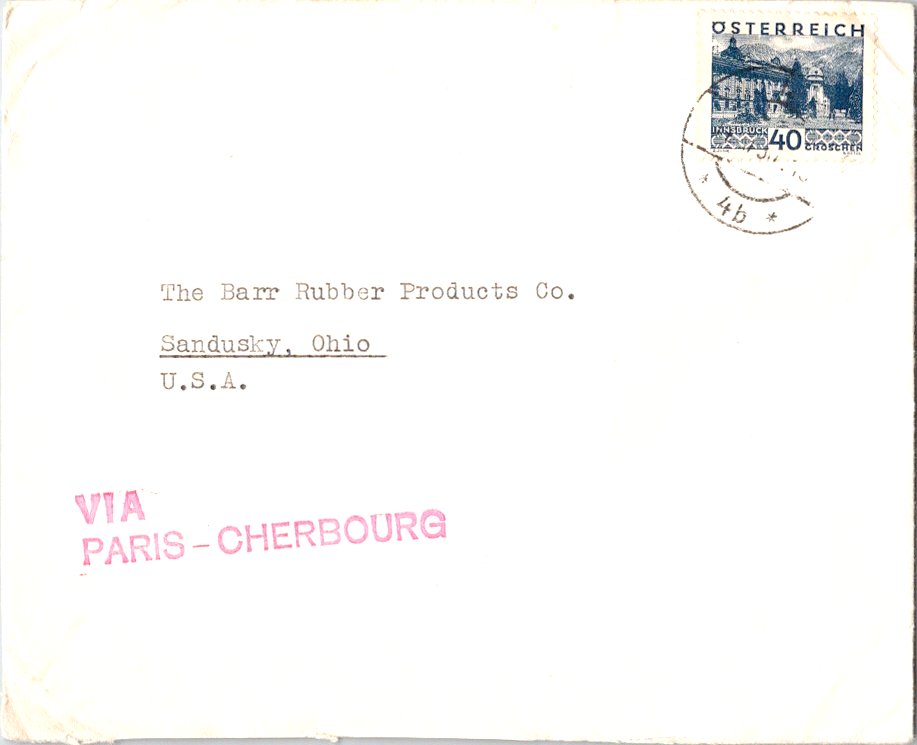 ÖSTERREICH
INNSBRUCK 40 GROSCHEN
* 4b *
The Barr Rubber Products Co.
Sandusky, Ohio
U.S.A.
VIA
PARIS-CHERBOURG